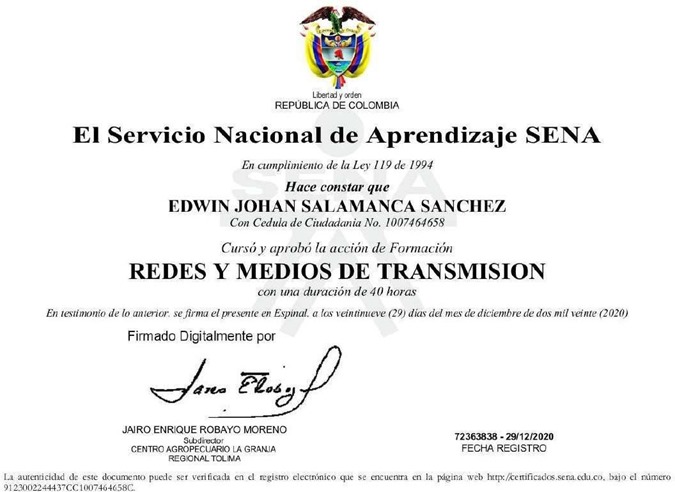 Libertad y orden
REPÚBLICA DE COLOMBIA
El Servicio Nacional de Aprendizaje SENA
En cumplimiento de la Ley 119 de 1994
SENA
Hace constar que
EDWIN JOHAN SALAMANCA SANCHEZ
Con Cedula de Ciudadania No. 1007464658
Cursó y aprobó la acción de Formación
REDES Y MEDIOS DE TRANSMISION
con una duración de 40 horas
En testimonio de lo anterior, se firma el presente en Espinal, a los veintinueve (29) días del mes de diciembre de dos mil veinte (2020)
Firmado Digitalmente por
JAIRO ENRIQUE ROBAYO MORENO
Subdirector
CENTRO AGROPECUARIO LA GRANJA
REGIONAL TOLIMA
72363838 - 29/12/2020
FECHA REGISTRO
La autenticidad de este documento puede ser verificada en el registro electrónico que se encuentra en la página web http://certificados.sena.edu.co, bajo el número
9123002244437CC1007464658C.